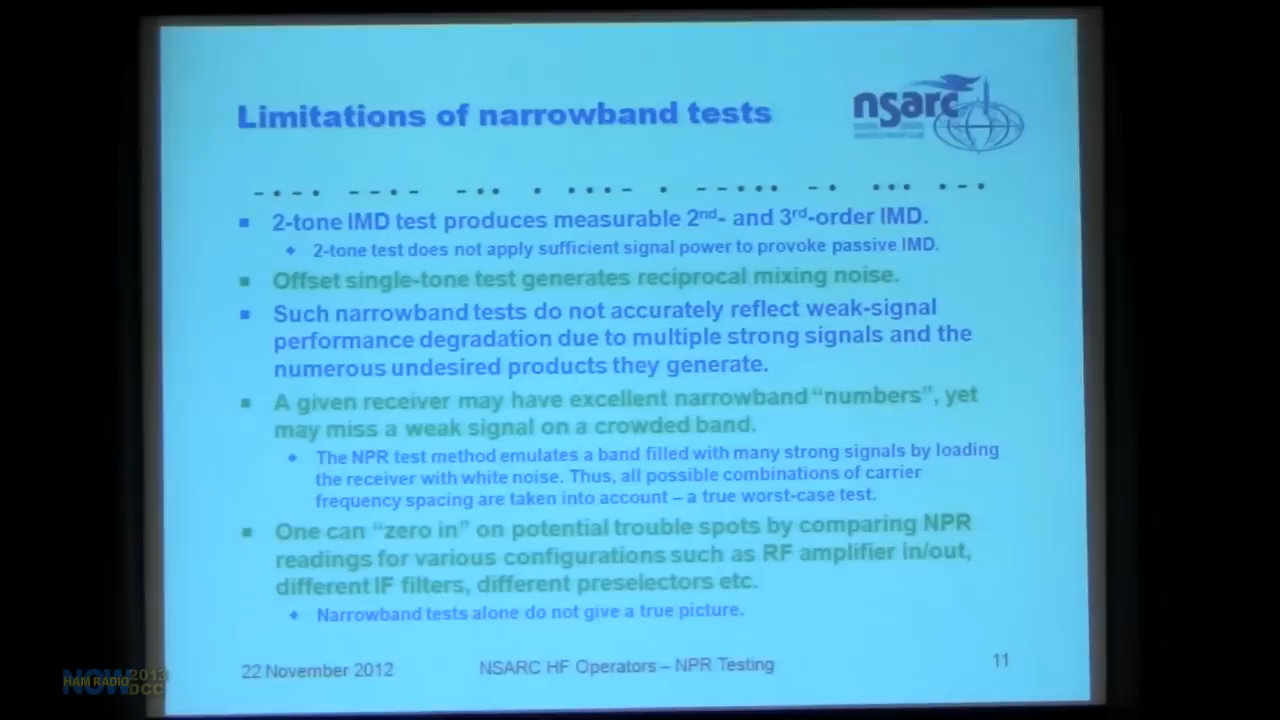 Limitations of narrowband tests
nsarc
2-tone IMD test produces measurable 2nd- and 3rd-order IMD.
2-tone test does not apply sufficient signal power to provoke passive IMD.
Offset single-tone test generates reciprocal mixing noise.
Such narrowband tests do not accurately reflect weak-signal
performance degradation due to multiple strong signals and the
numerous undesired products they generate.
A given receiver may have excellent narrowband “numbers”, yet
may miss a weak signal on a crowded band.
The NPR test method emulates a band filled with many strong signals by loading
the receiver with white noise. Thus, all possible combinations of carrier
frequency spacing are taken into account – a true worst-case test.
One can “zero in” on potential trouble spots by comparing NPR
readings for various configurations such as RF amplifier in/out,
different IF filters, different preselectors etc.
Narrowband tests alone do not give a true picture.
22 November 2012
NSARC HF Operators – NPR Testing
11
HAM RADIO
NOW
2013
DCC